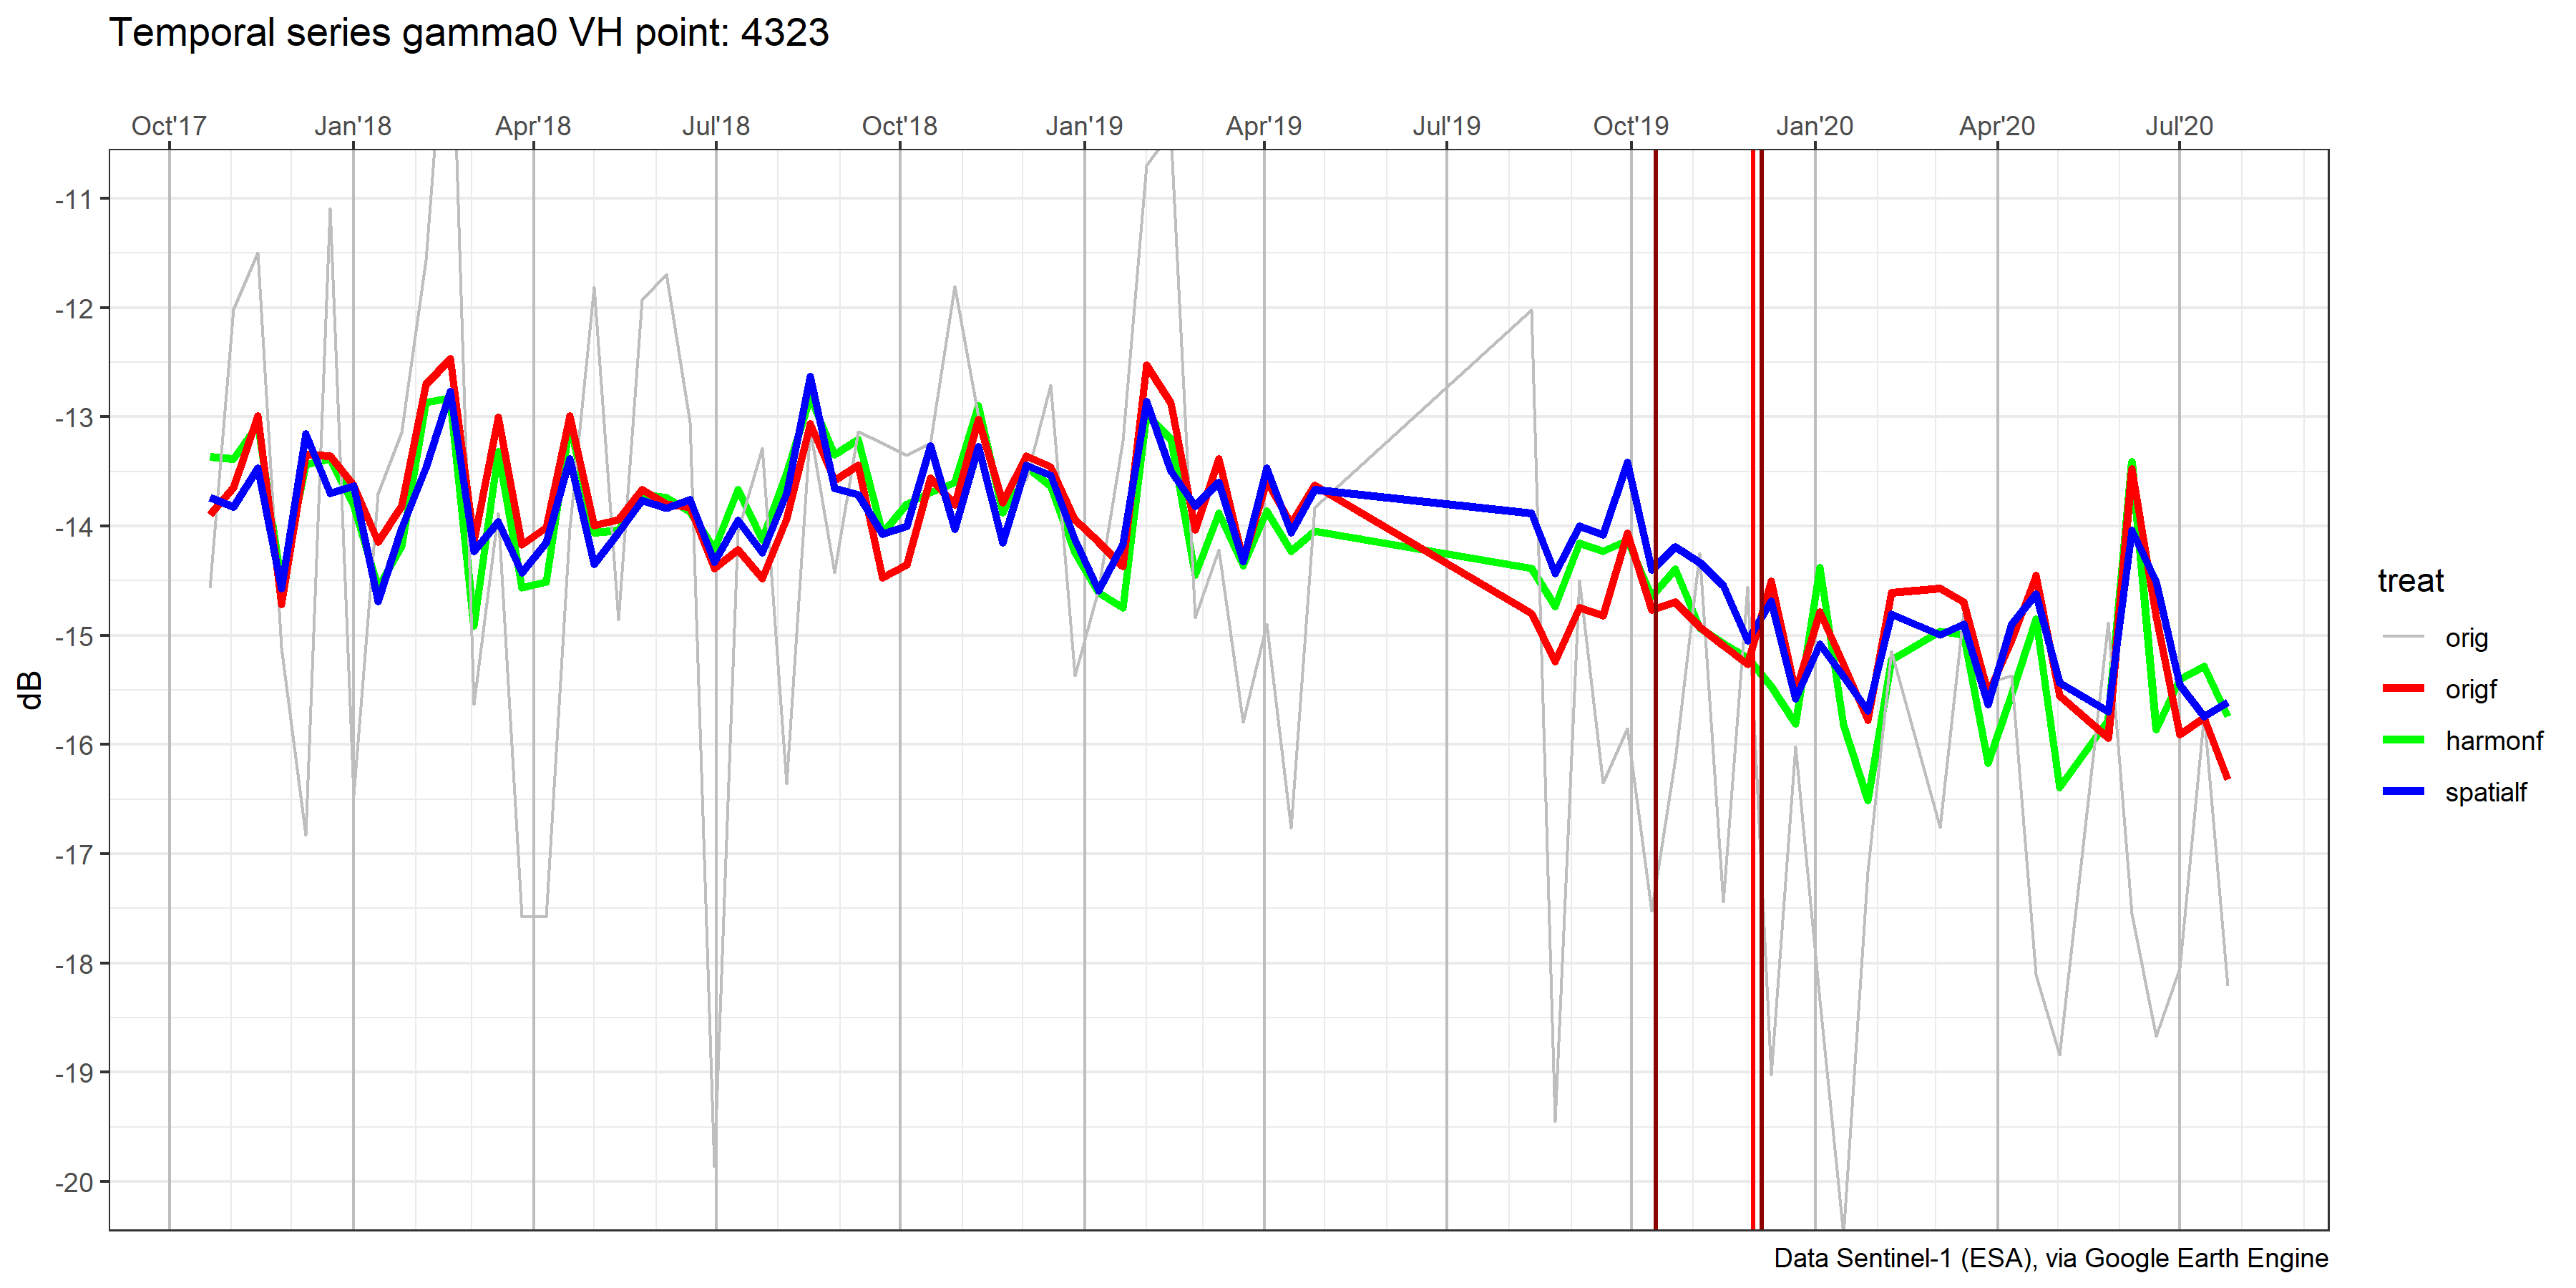 Temporal series gamma0 VH point: 4323
Oct'17 Jan'18 Apr'18 Jul'18 Oct'18 Jan'19 Apr'19 Jul'19 Oct'19 Jan'20 Apr'20 Jul'20
-11
-12
-13
-14
-15
-16
-17
-18
-19
-20
dB
treat
orig
origf
harmonf
spatialf
Data Sentinel-1 (ESA), via Google Earth Engine